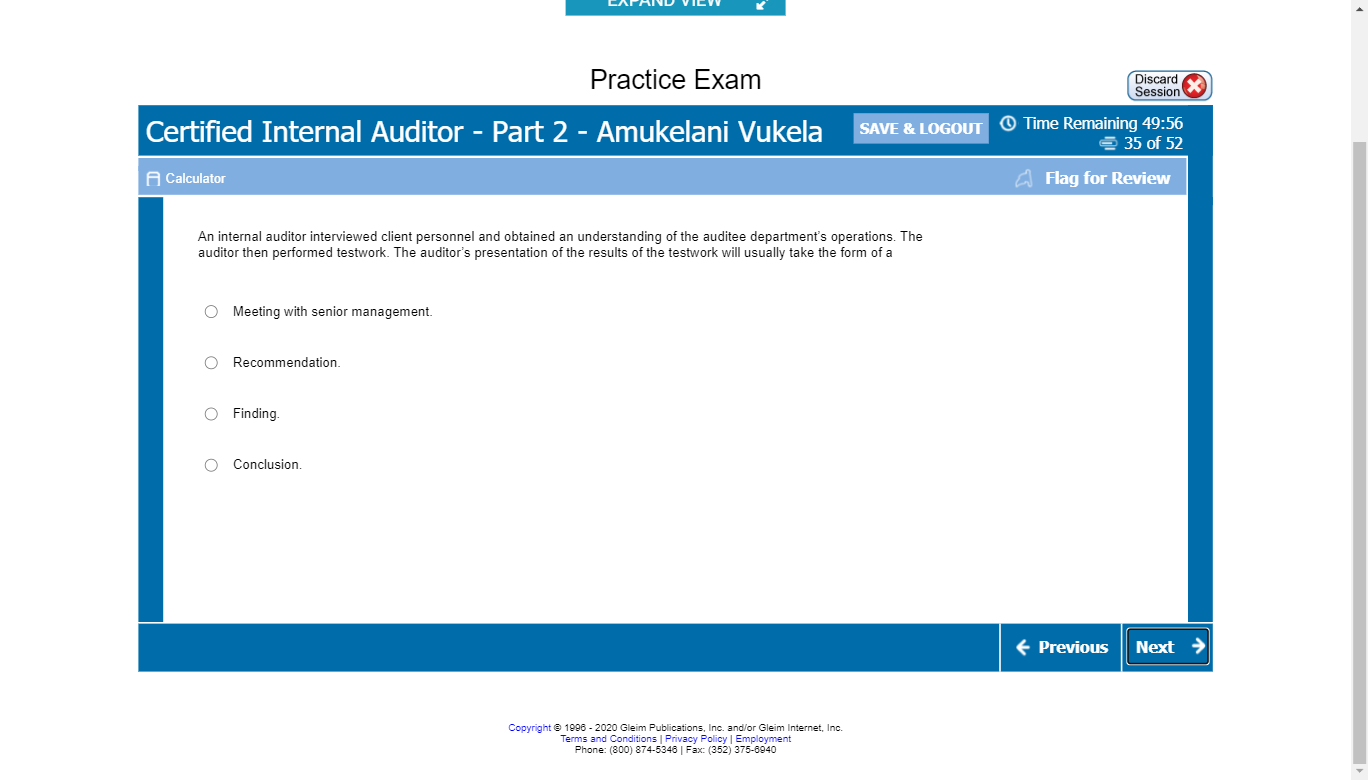 EXPAND VIEW
Practice Exam
Discard
Session
Certified Internal Auditor - Part 2 - Amukelani Vukela
SAVE & LOGOUT
Time Remaining 49:56
35 of 52
Calculator
Flag for Review
An internal auditor interviewed client personnel and obtained an understanding of the auditee department's operations. The
auditor then performed testwork. The auditor's presentation of the results of the testwork will usually take the form of a
Meeting with senior management.
Recommendation.
Finding.
Conclusion.
Previous
Next
Copyright © 1996 - 2020 Gleim Publications, Inc. and/or Gleim Internet, Inc.
Terms and Conditions | Privacy Policy | Employment
Phone: (800) 874-5346 | Fax: (352) 375-6940